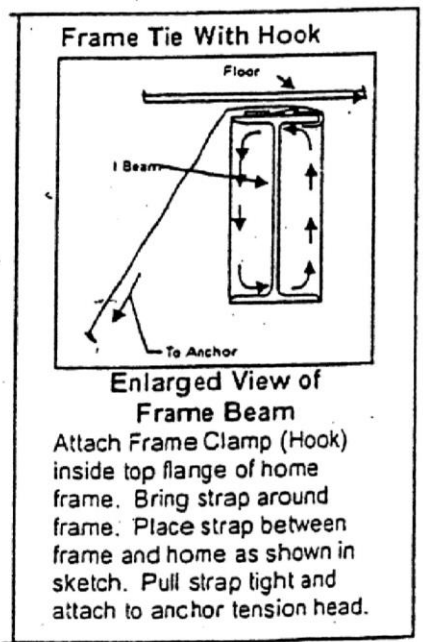 Frame Tie With Hook
Floor
I Beam
To Anchor
Enlarged View of
Frame Beam
Attach Frame Clamp (Hook)
inside top flange of home
frame. Bring strap around
frame. Place strap between
frame and home as shown in
sketch. Pull strap tight and
attach to anchor tension head.